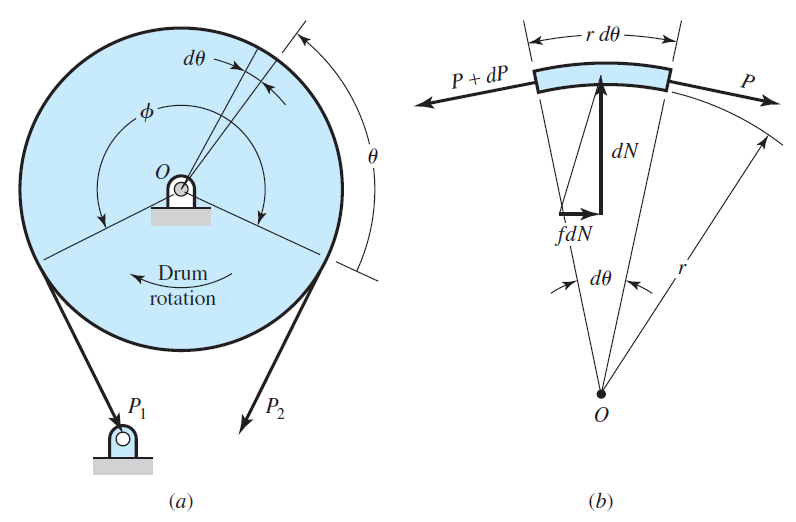 dθ
ϕ
θ
O
Drum
rotation
P₁
P₂
(a)
r dθ
P + dP
P
dN
fdN
dθ
r
O
(b)